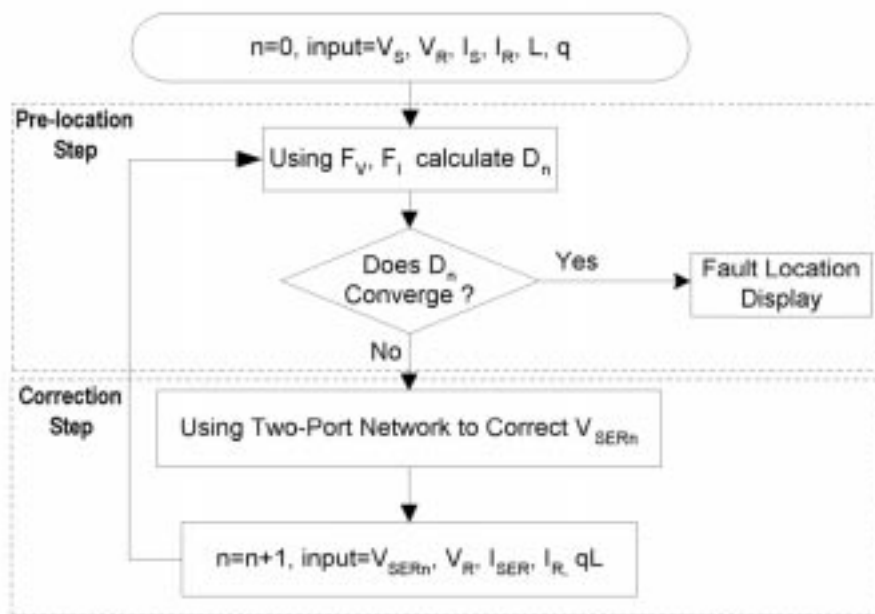 n=0, input=V_S, V_R, I_S, I_R, L, q
Pre-location
Step
Using F_V, F_I calculate D_n
Does D_n
Converge ?
Yes
Fault Location
Display
No
Correction
Step
Using Two-Port Network to Correct V_SERn
n=n+1, input=V_SERn, V_R, I_SER, I_R, qL